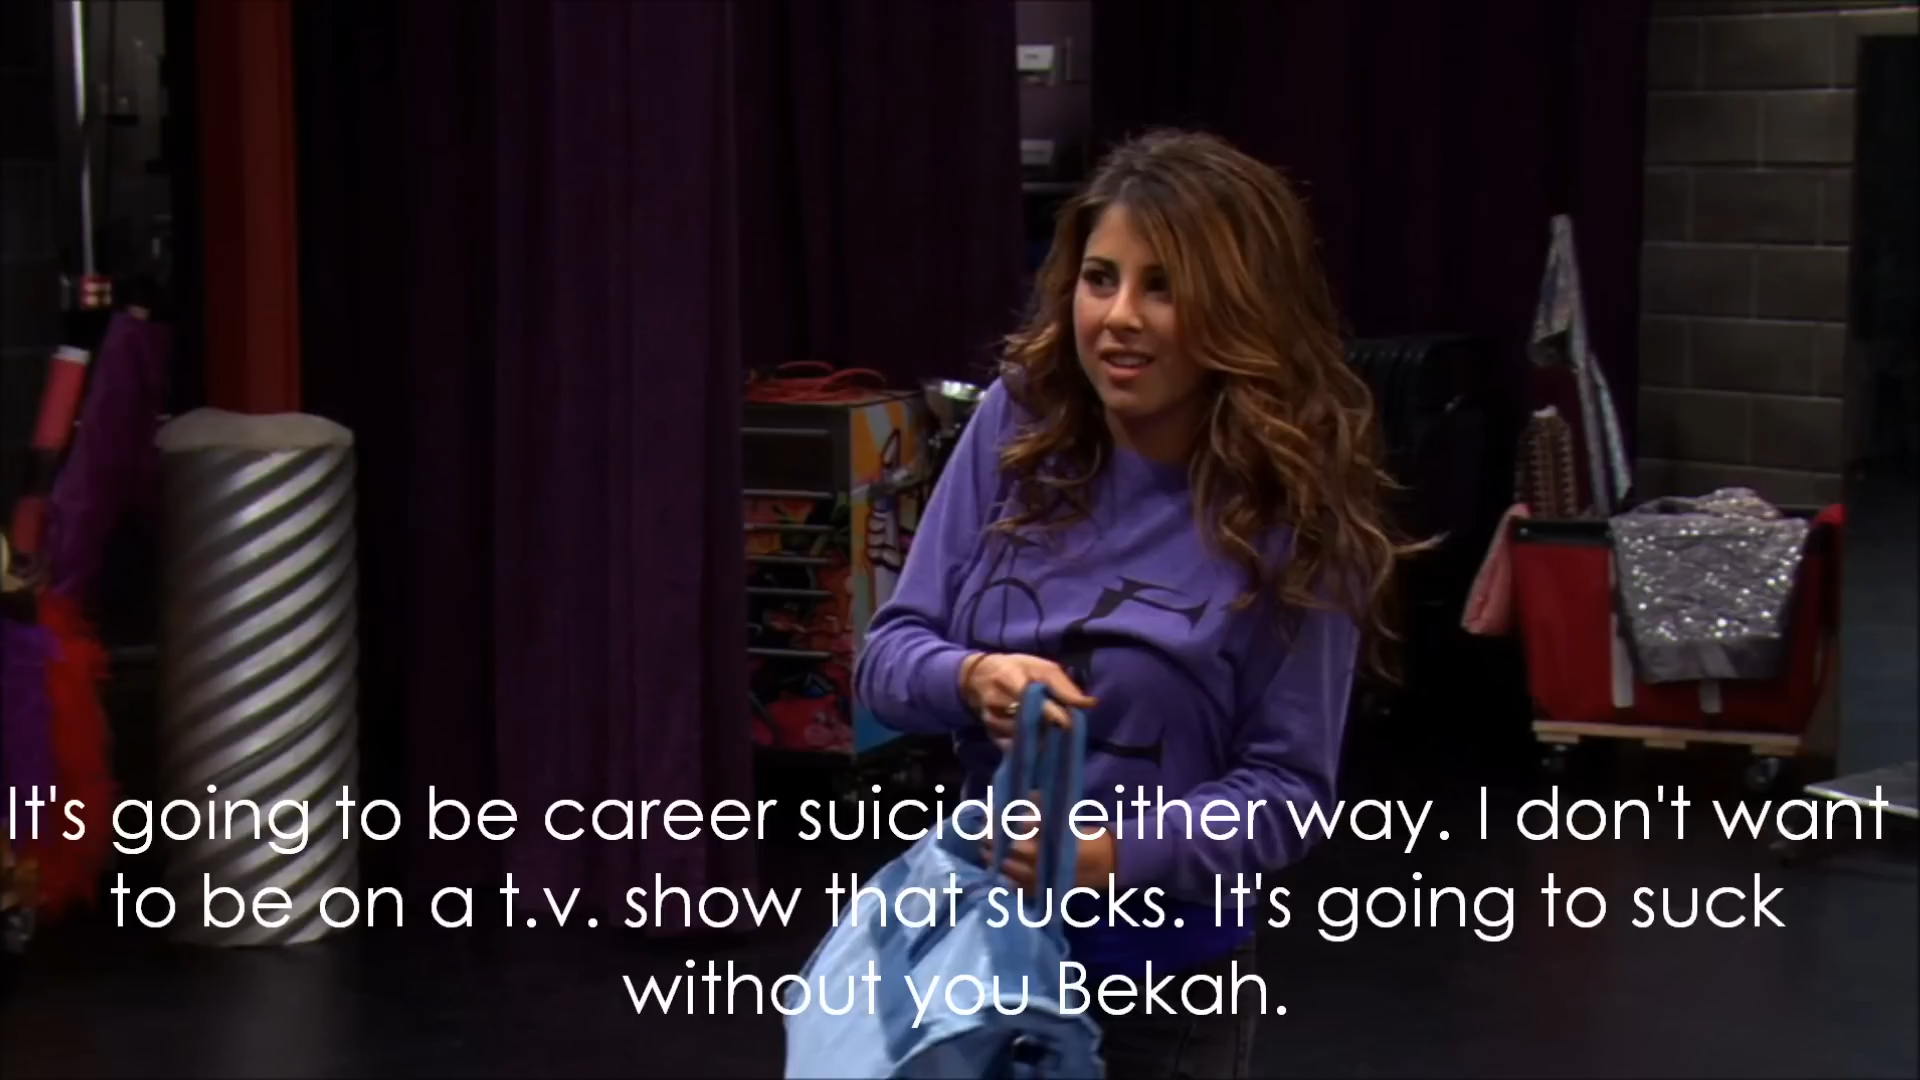 It's going to be career suicide either way. I don't want
to be on a t.v. show that sucks. It's going to suck
without you Bekah.